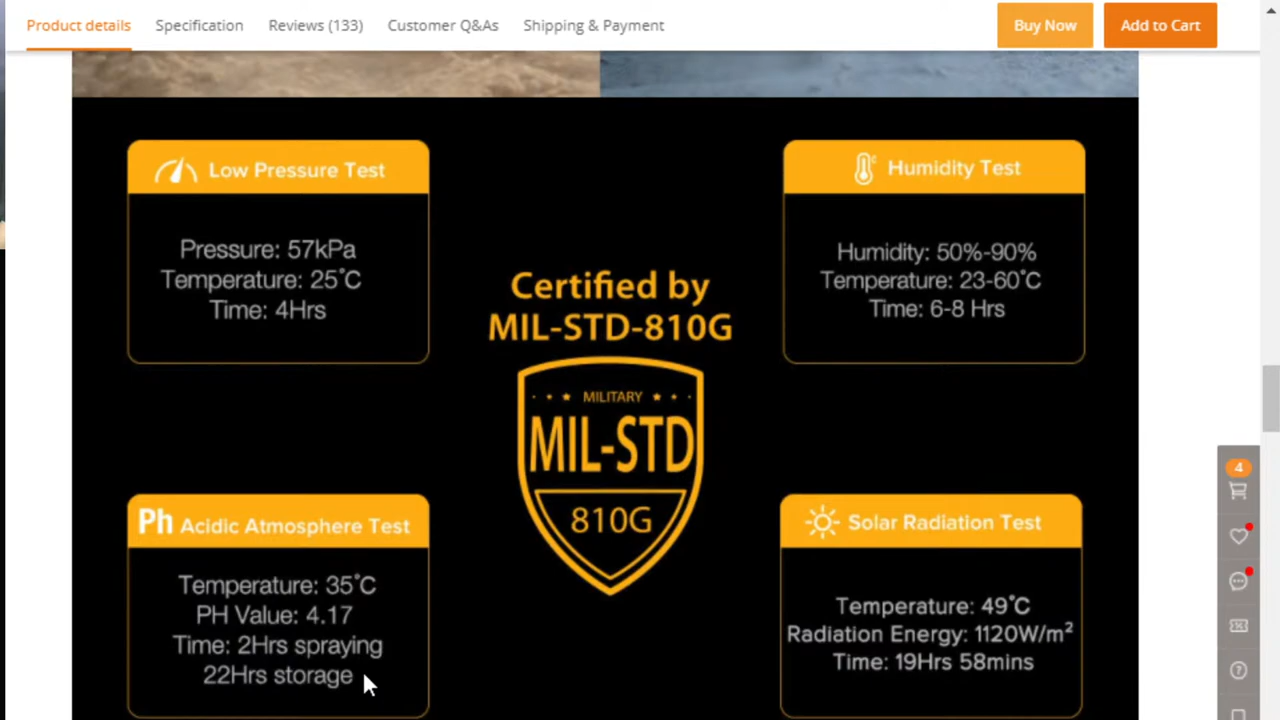 Product details
Specification
Reviews (133)
Customer Q&As
Shipping & Payment
Buy Now
Add to Cart
Low Pressure Test
Pressure: 57kPa
Temperature: 25°C
Time: 4Hrs
Humidity Test
Humidity: 50%-90%
Temperature: 23-60°C
Time: 6-8 Hrs
Certified by
MIL-STD-810G
MILITARY
MIL-STD
810G
Ph Acidic Atmosphere Test
Temperature: 35°C
PH Value: 4.17
Time: 2Hrs spraying
22Hrs storage
Solar Radiation Test
Temperature: 49°C
Radiation Energy: 1120W/m²
Time: 19Hrs 58mins
4